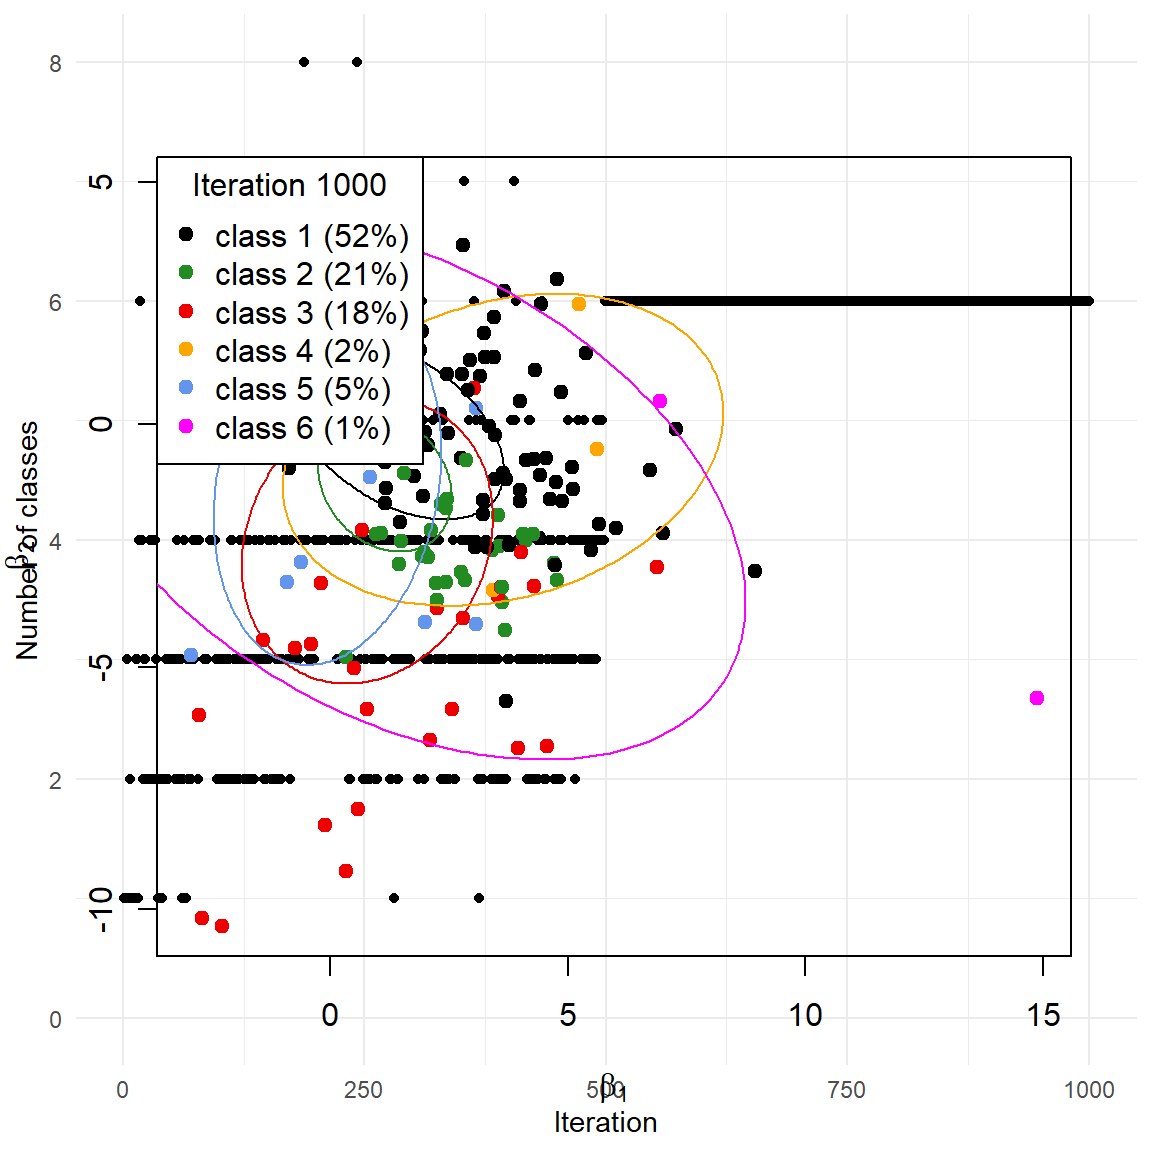 8
6
4
2
0
5
0
-5
-10
Number of classes
β2
Iteration 1000
class 1 (52%)
class 2 (21%)
class 3 (18%)
class 4 (2%)
class 5 (5%)
class 6 (1%)
0 5 10 15
0 250 500 750 1000
β1
Iteration